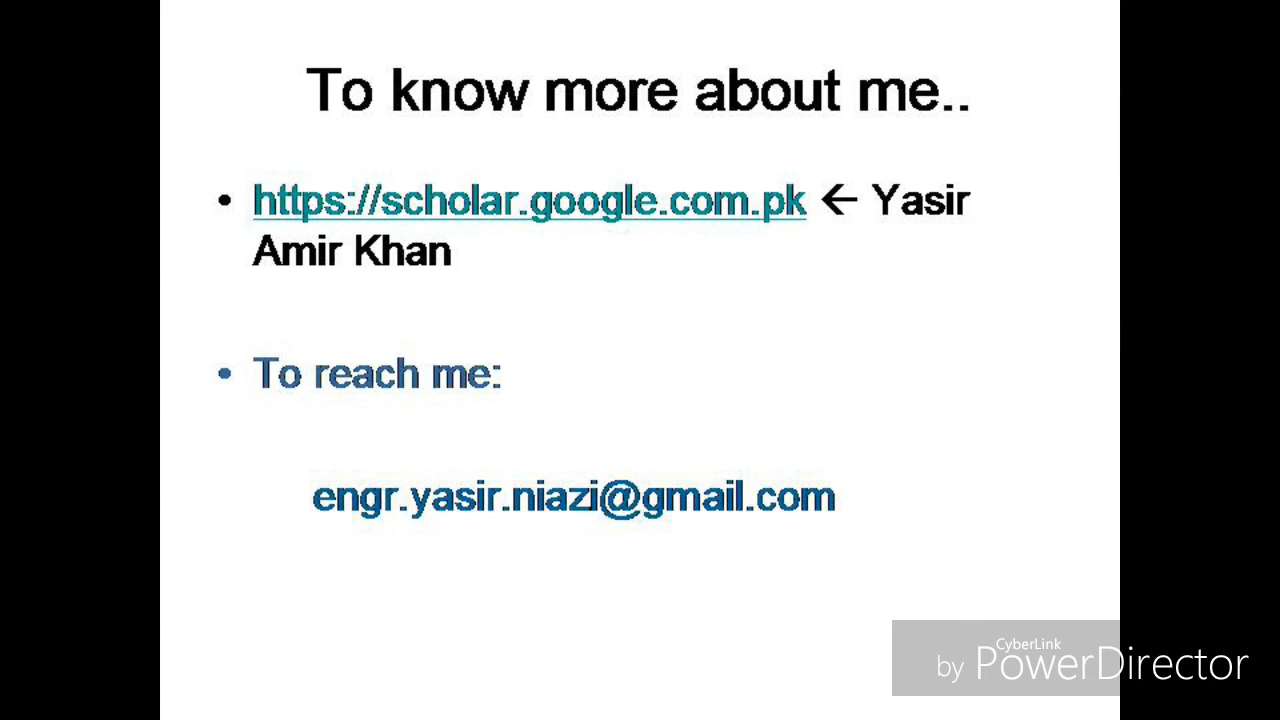 To know more about me..
• https://scholar.google.com.pk ← Yasir
Amir Khan
• To reach me:
engr.yasir.niazi@gmail.com
CyberLink
by PowerDirector